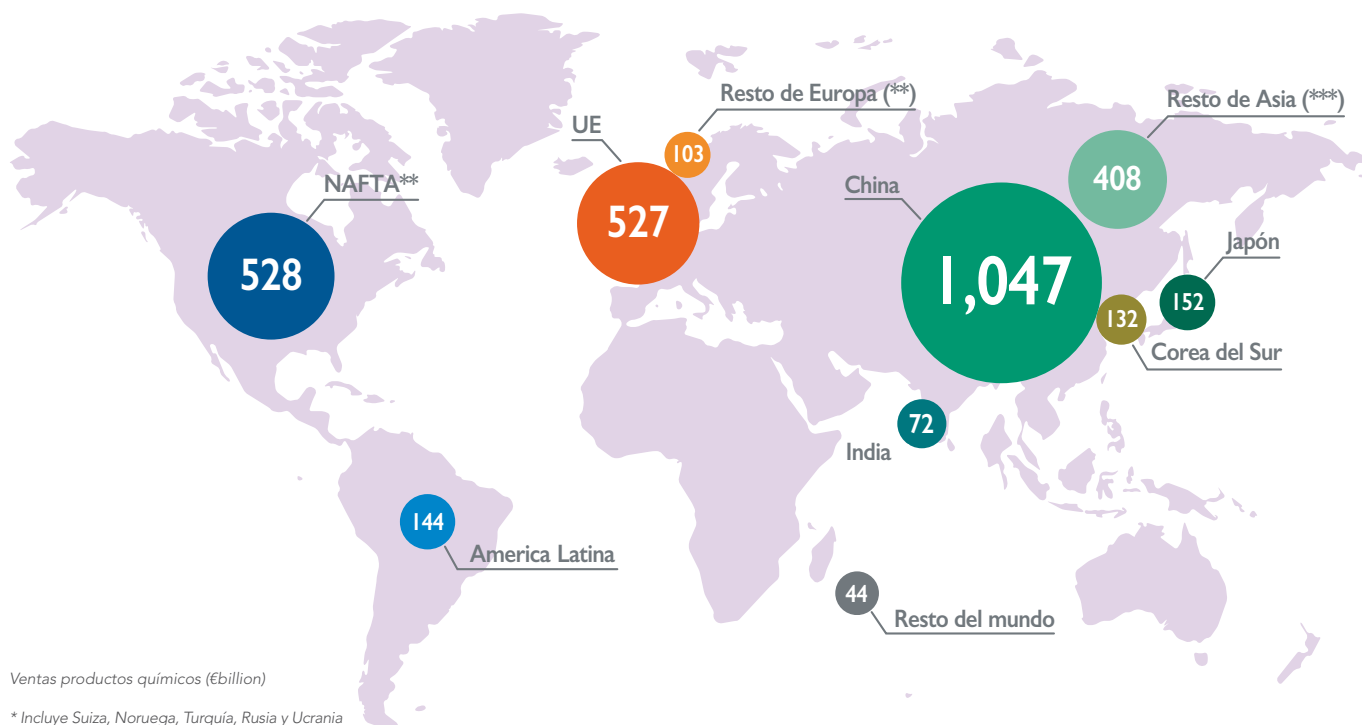 Resto de Europa (**)
103
UE
527
Resto de Asia (***)
408
NAFTA**
528
China
1,047
Japón
152
132
Corea del Sur
72
India
144
America Latina
44
Resto del mundo
Ventas productos químicos (€billion)
* Incluye Suiza, Noruega, Turquía, Rusia y Ucrania